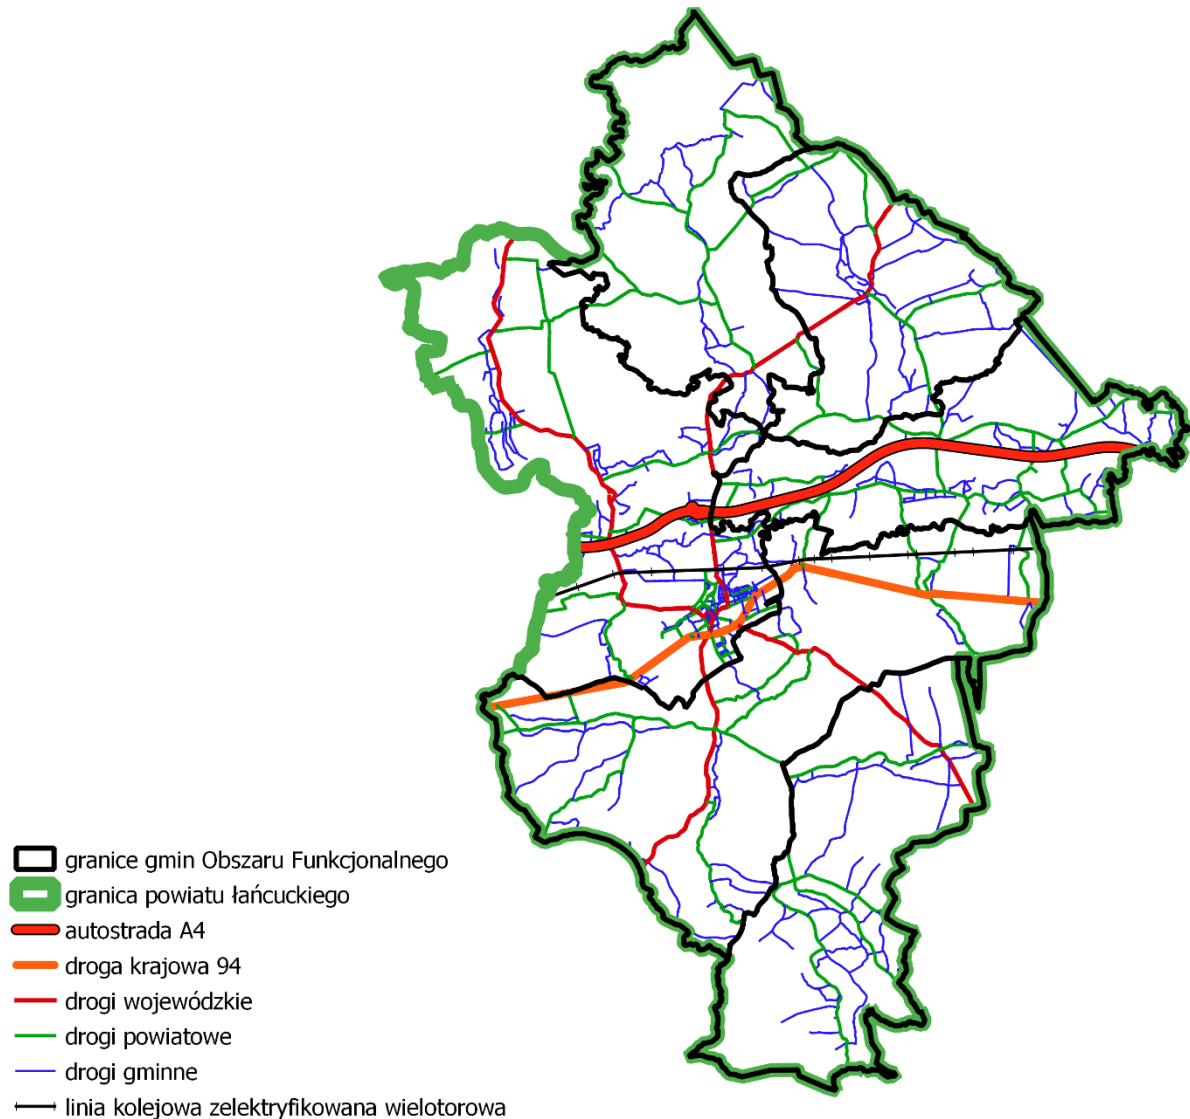 granice gmin Obszaru Funkcjonalnego
granica powiatu łańcuckiego
autostrada A4
droga krajowa 94
drogi wojewódzkie
drogi powiatowe
drogi gminne
linia kolejowa zelektryfikowana wielotorowa